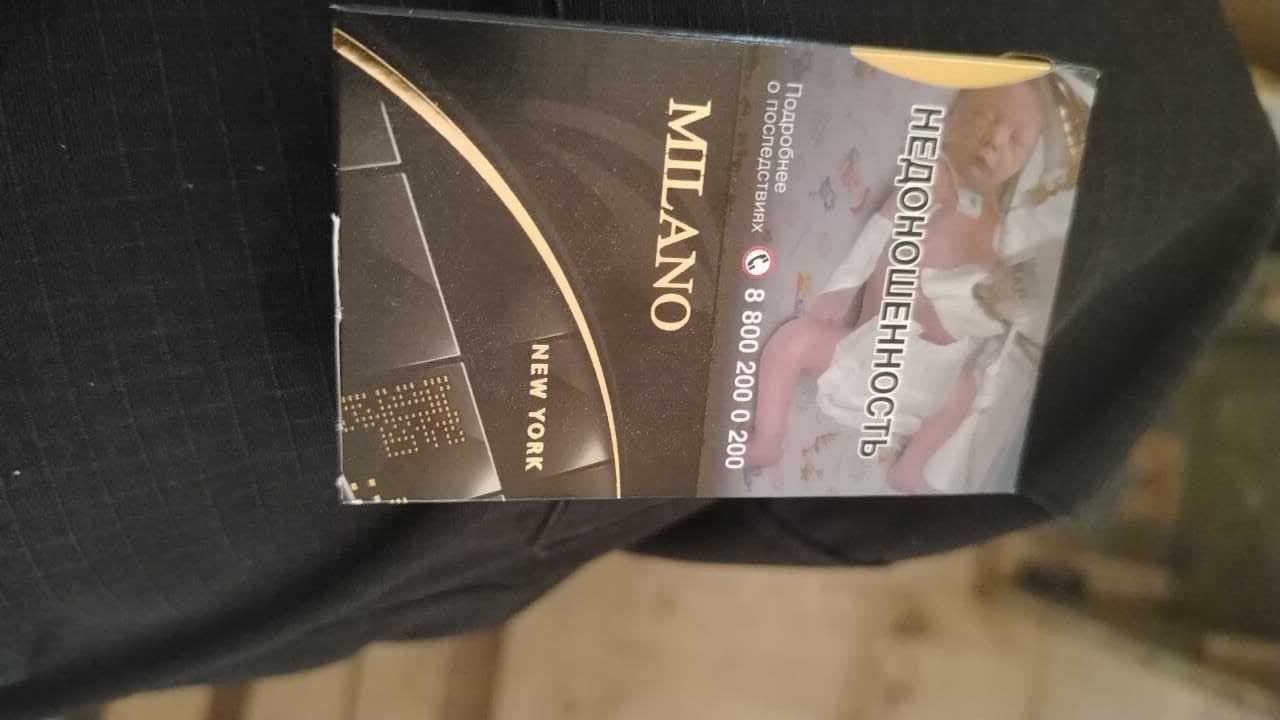 НЕДОНОШЕННОСТЬ
Подробнее
о последствиях 8 800 200 0 200
MILANO
NEW YORK